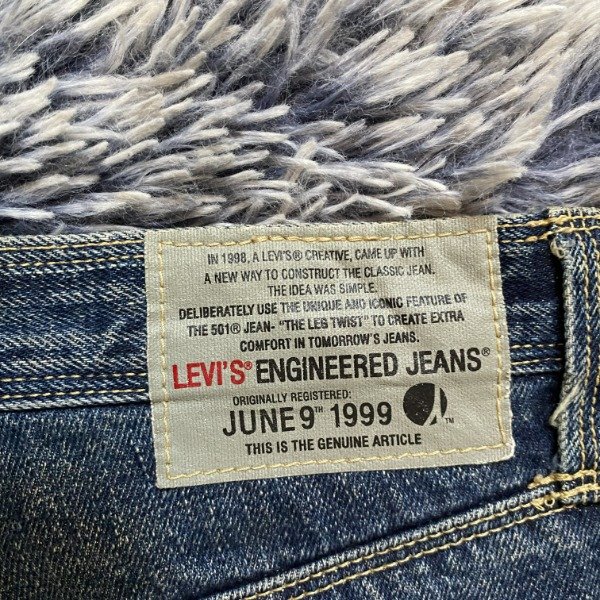 IN 1998, A LEVI'S® CREATIVE, CAME UP WITH
A NEW WAY TO CONSTRUCT THE CLASSIC JEAN.
THE IDEA WAS SIMPLE.
DELIBERATELY USE THE UNIQUE AND ICONIC FEATURE OF
THE 501® JEAN- "THE LEG TWIST" TO CREATE EXTRA
COMFORT IN TOMORROW'S JEANS.
LEVI'S® ENGINEERED JEANS®
ORIGINALLY REGISTERED:
JUNE 9TH 1999 ™
THIS IS THE GENUINE ARTICLE